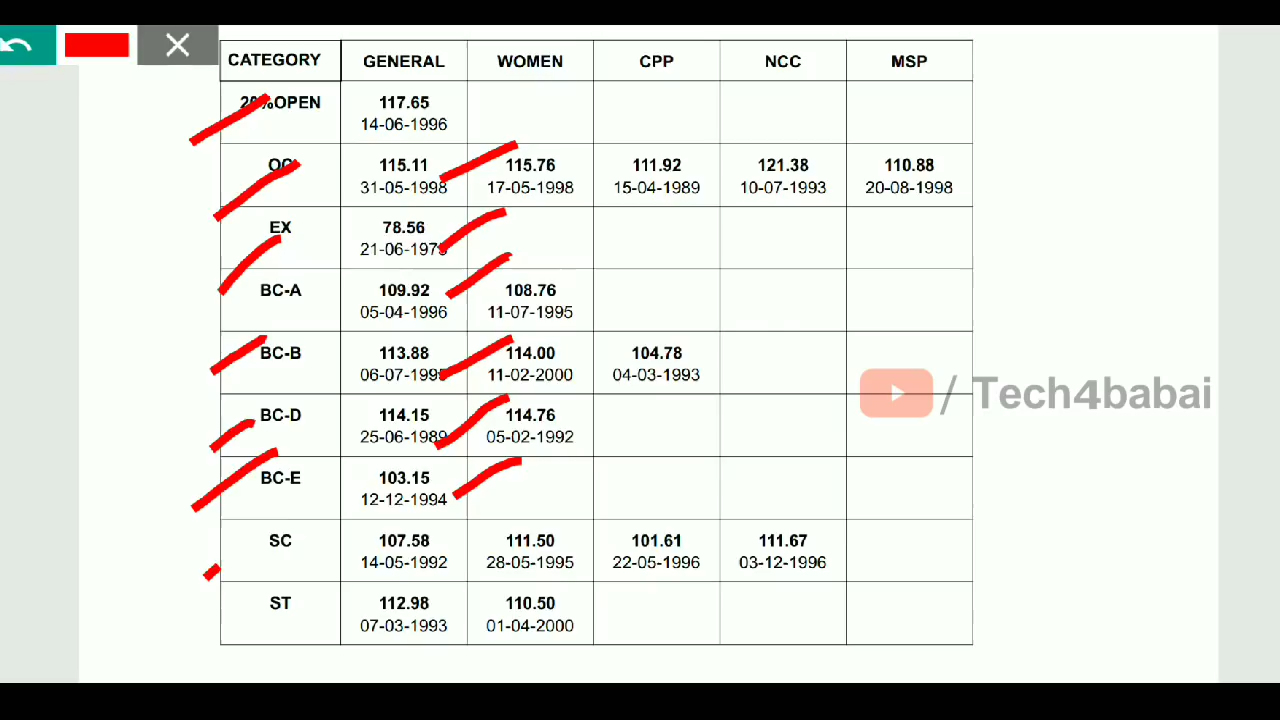 CATEGORY GENERAL WOMEN CPP NCC MSP
20%OPEN 117.65
14-06-1996
OC 115.11 115.76 111.92 121.38 110.88
31-05-1998 17-05-1998 15-04-1989 10-07-1993 20-08-1998
EX 78.56
21-06-1979
BC-A 109.92 108.76
05-04-1996 11-07-1995
BC-B 113.88 114.00 104.78
11-02-2000 04-03-1993
BC-D 114.15 114.76
25-06-1989 05-02-1992
BC-E 103.15
12-12-1994
SC 107.58 111.50 101.61 111.67
14-05-1992 28-05-1995 22-05-1996 03-12-1996
ST 112.98 110.50
07-03-1993 01-04-2000
/ Tech4babai